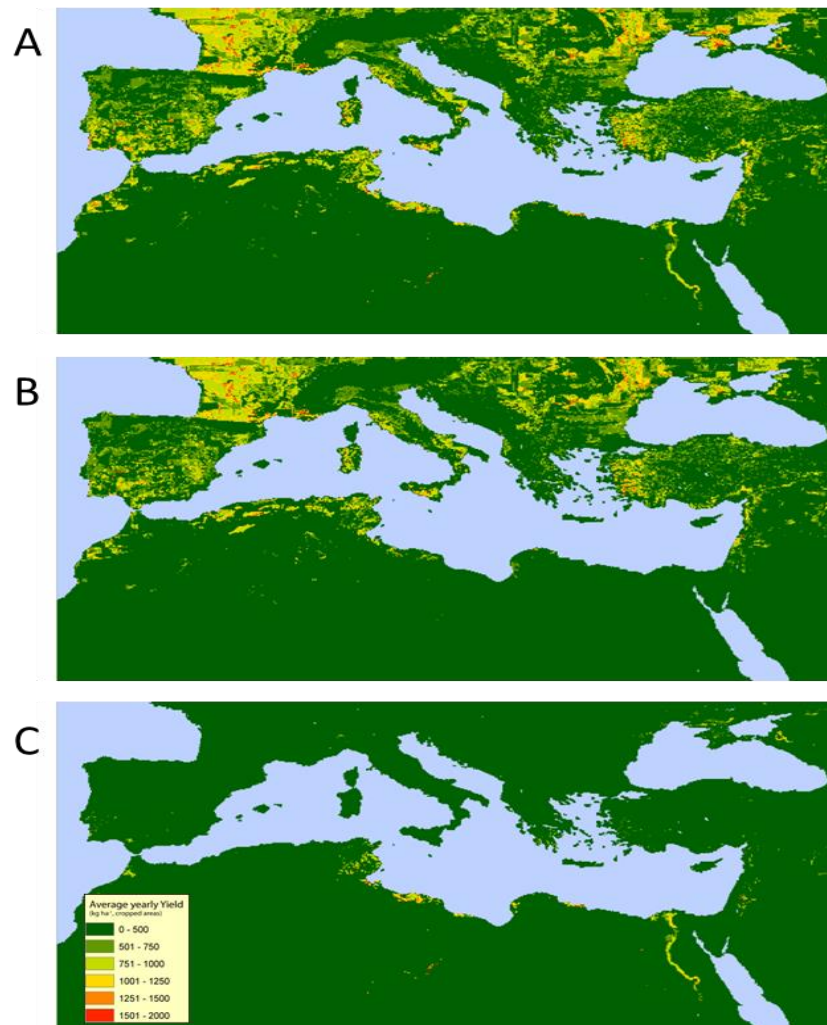 A
B
C
Average yearly Yield
(kg ha⁻¹, cropped areas)
0 - 500
501 - 750
751 - 1000
1001 - 1250
1251 - 1500
1501 - 2000